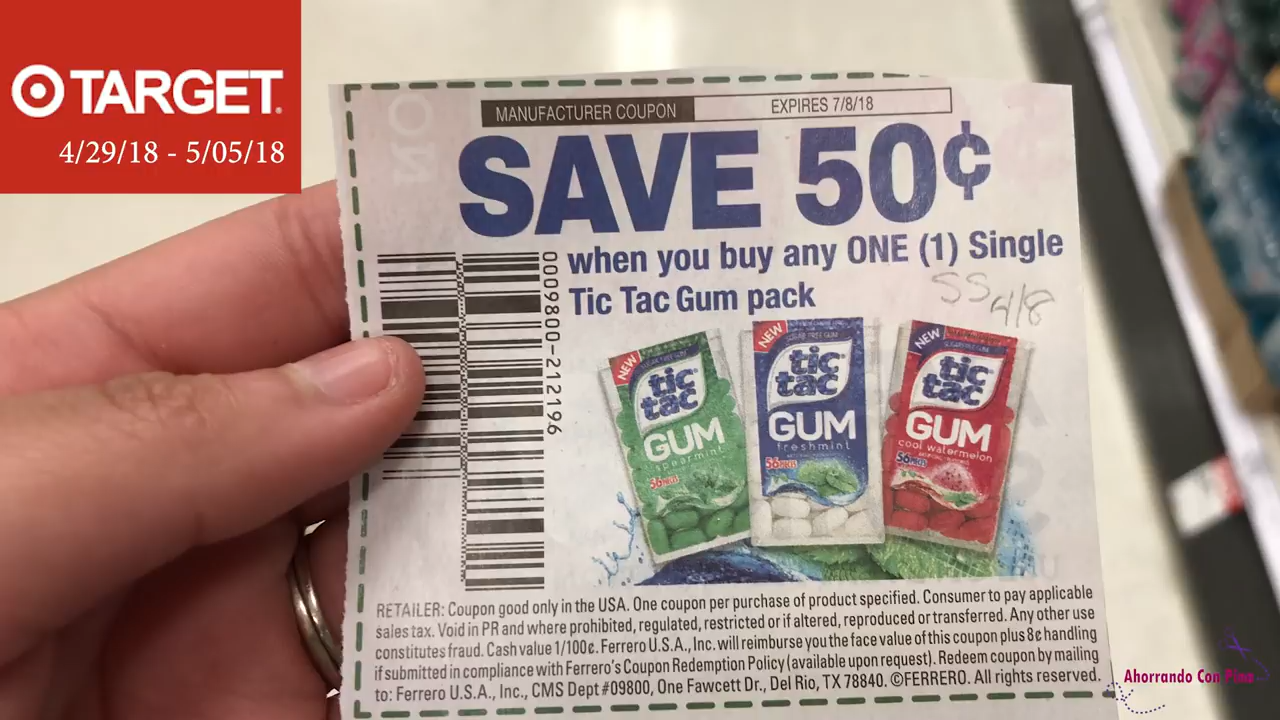 TARGET.
4/29/18 - 5/05/18
MANUFACTURER COUPON
EXPIRES 7/8/18
SAVE 50¢
when you buy any ONE (1) Single
Tic Tac Gum pack
SS 4/8
0009800-212196
NEW
tic tac
GUM
spearmint
56 PIECES
NEW
tic tac
GUM
freshmint
56 PIECES
NEW
tic tac
GUM
cool watermelon
56 PIECES
RETAILER: Coupon good only in the USA. One coupon per purchase of product specified. Consumer to pay applicable
sales tax. Void in PR and where prohibited, regulated, restricted or if altered, reproduced or transferred. Any other use
constitutes fraud. Cash value 1/100¢. Ferrero U.S.A., Inc. will reimburse you the face value of this coupon plus 8¢ handling
if submitted in compliance with Ferrero's Coupon Redemption Policy (available upon request). Redeem coupon by mailing
to: Ferrero U.S.A., Inc., CMS Dept #09800, One Fawcett Dr., Del Rio, TX 78840. ©FERRERO. All rights reserved.
Ahorrando Con Pina